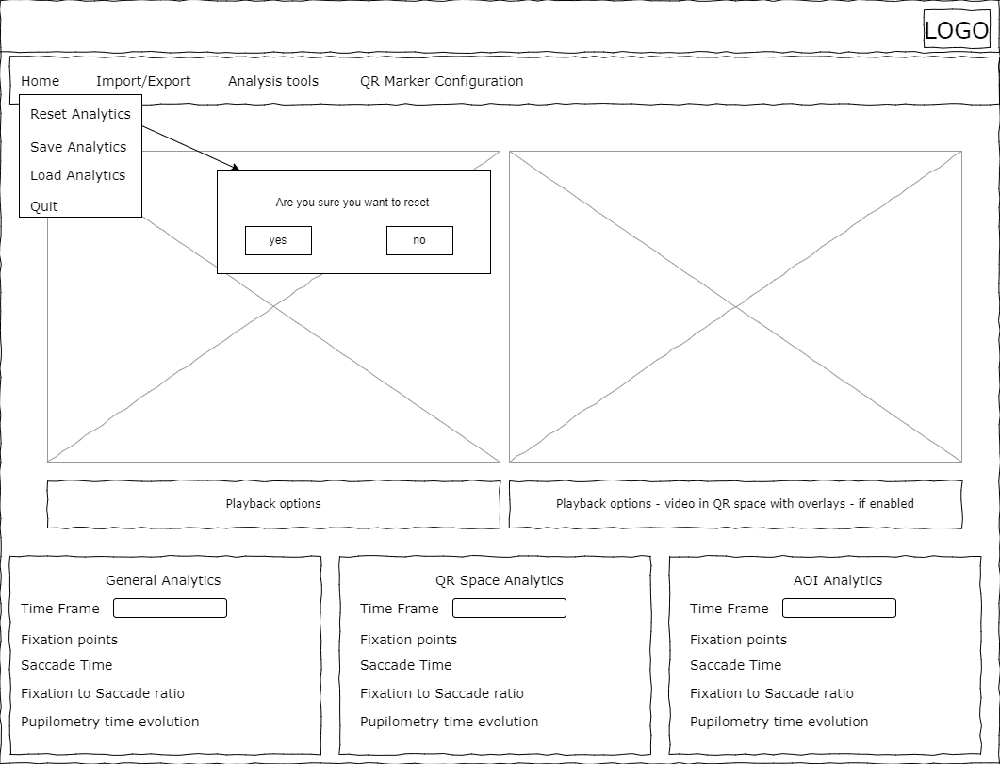 LOGO
Home Import/Export Analysis tools QR Marker Configuration
Reset Analytics
Save Analytics
Load Analytics
Quit
Are you sure you want to reset
yes no
Playback options
Playback options - video in QR space with overlays - if enabled
General Analytics
Time Frame
Fixation points
Saccade Time
Fixation to Saccade ratio
Pupilometry time evolution
QR Space Analytics
Time Frame
Fixation points
Saccade Time
Fixation to Saccade ratio
Pupilometry time evolution
AOI Analytics
Time Frame
Fixation points
Saccade Time
Fixation to Saccade ratio
Pupilometry time evolution